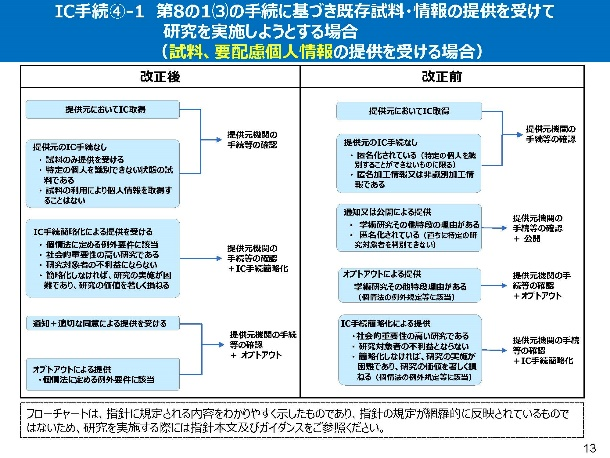 IC手続④-1　第8の1⑶の手続に基づき既存試料・情報の提供を受けて
研究を実施しようとする場合
（試料、要配慮個人情報の提供を受ける場合）
改正後
提供元においてIC取得
提供元のIC手続なし
・試料のみ提供を受ける
・特定の個人を識別できない状態の試
料である
・試料の利用により個人情報を取得す
ることはない
提供元機関の
手続等の確認
IC手続簡略化による提供を受ける
・個情法に定める例外要件に該当
・社会的重要性の高い研究である
・研究対象者の不利益にならない
・簡略化しなければ、研究の実施が困
難であり、研究の価値を著しく損ねる
提供元機関の
手続等の確認
＋IC手続簡略化
通知＋適切な同意による提供を受ける
オプトアウトによる提供
・個情法に定める例外要件に該当
提供元機関の手続
等の確認
＋ オプトアウト
改正前
提供元においてIC取得
提供元のIC手続なし
・匿名化されている（特定の個人を識
別することができないものに限る）
・匿名加工情報又は非識別加工情
報である
提供元機関の
手続等の確認
通知又は公開による提供
・学術研究その他特段の理由がある
・匿名化されている（直ちに特定の研
究対象者を判別できない）
提供元機関の
手続等の確認
＋ 公開
オプトアウトによる提供
学術研究その他特段理由がある
（個情法の例外規定等に該当）
提供元機関の手
続等の確認
＋オプトアウト
IC手続簡略化による提供
・社会的重要性の高い研究である
・研究対象者の不利益とならない
・簡略化しなければ、研究の実施が
困難であり、研究の価値を著しく損
ねる（個情法の例外規定等に該当）
提供元機関の手続
等の確認
＋IC手続簡略化
フローチャートは、指針に規定される内容をわかりやすく示したものであり、指針の規定が網羅的に反映されているもので
はないため、研究を実施する際には指針本文及びガイダンスをご参照ください。
13